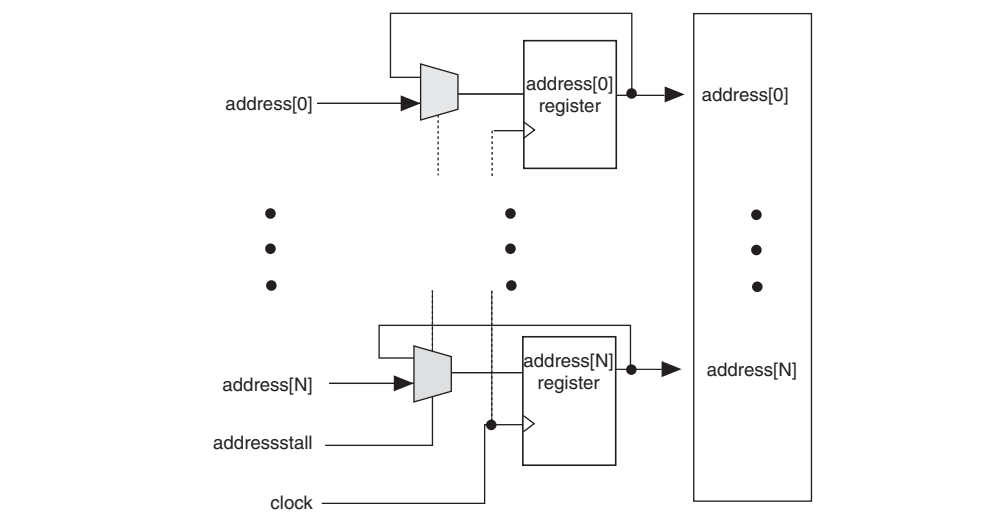 address[0]
address[0]
register
address[0]
address[N]
address[N]
register
address[N]
addressstall
clock